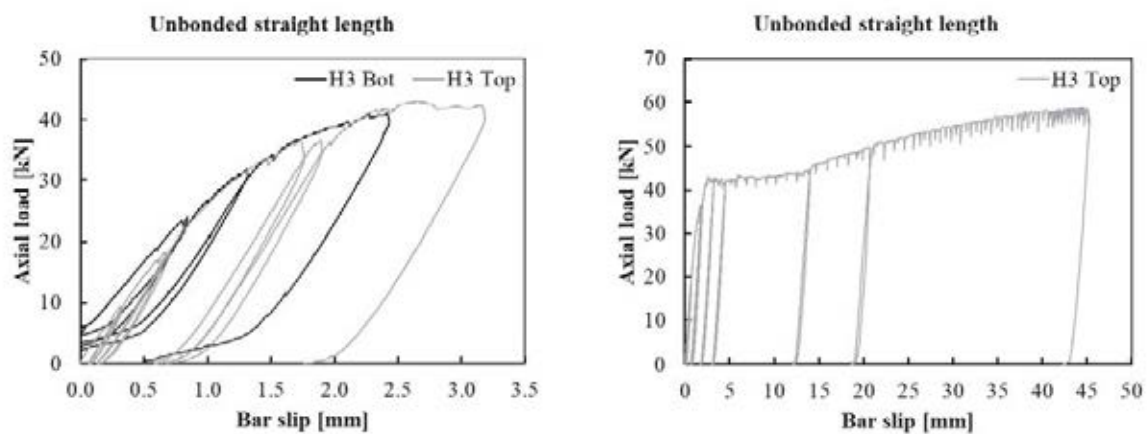 Unbonded straight length
50
40
30
20
10
0
Axial load [kN]
H3 Bot H3 Top
0.0 0.5 1.0 1.5 2.0 2.5 3.0 3.5
Bar slip [mm]
Unbonded straight length
70
60
50
40
30
20
10
0
Axial load [kN]
H3 Top
0 5 10 15 20 25 30 35 40 45 50
Bar slip [mm]